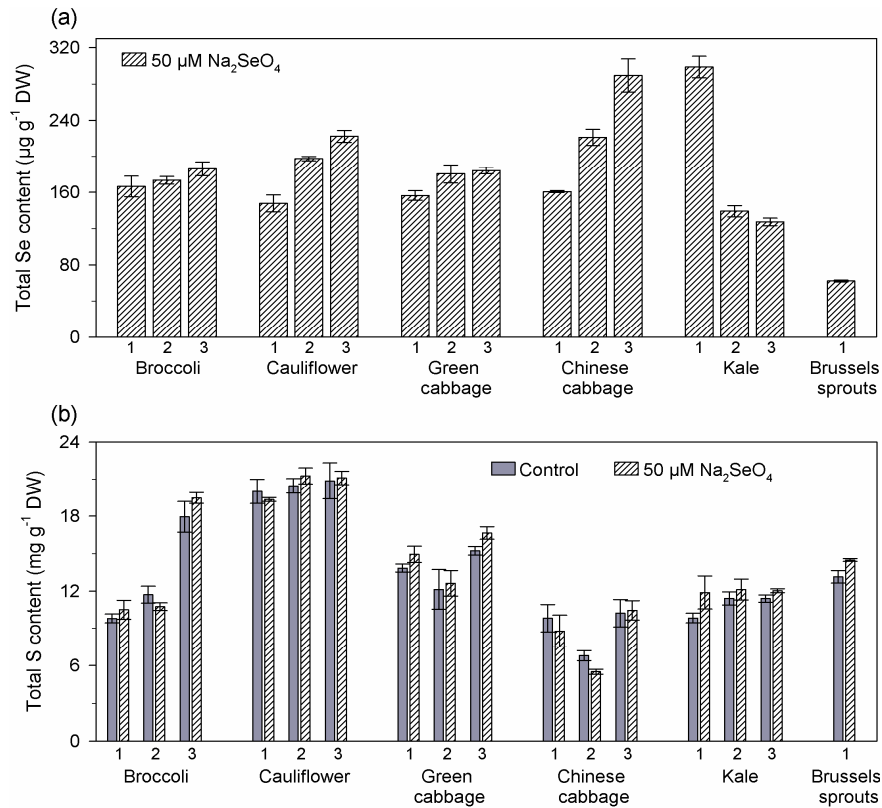 (a)
50 µM Na₂SeO₄
Total Se content (µg g⁻¹ DW)
320
240
160
80
0
1 2 3 1 2 3 1 2 3 1 2 3 1 2 3 1
Broccoli Cauliflower Green cabbage Chinese cabbage Kale Brussels sprouts
(b)
Control 50 µM Na₂SeO₄
Total S content (mg g⁻¹ DW)
24
18
12
6
0
1 2 3 1 2 3 1 2 3 1 2 3 1 2 3 1
Broccoli Cauliflower Green cabbage Chinese cabbage Kale Brussels sprouts